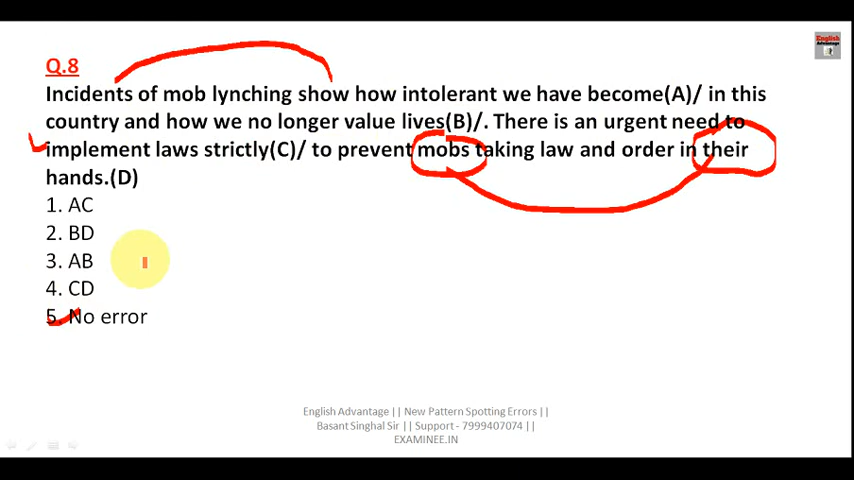 English
Advantage
Q.8
Incidents of mob lynching show how intolerant we have become(A)/ in this
country and how we no longer value lives(B)/. There is an urgent need to
implement laws strictly(C)/ to prevent mobs taking law and order in their
hands.(D)
1. AC
2. BD
3. AB
4. CD
5. No error
English Advantage || New Pattern Spotting Errors ||
Basant Singhal Sir || Support - 7999407074 ||
EXAMINEE.IN